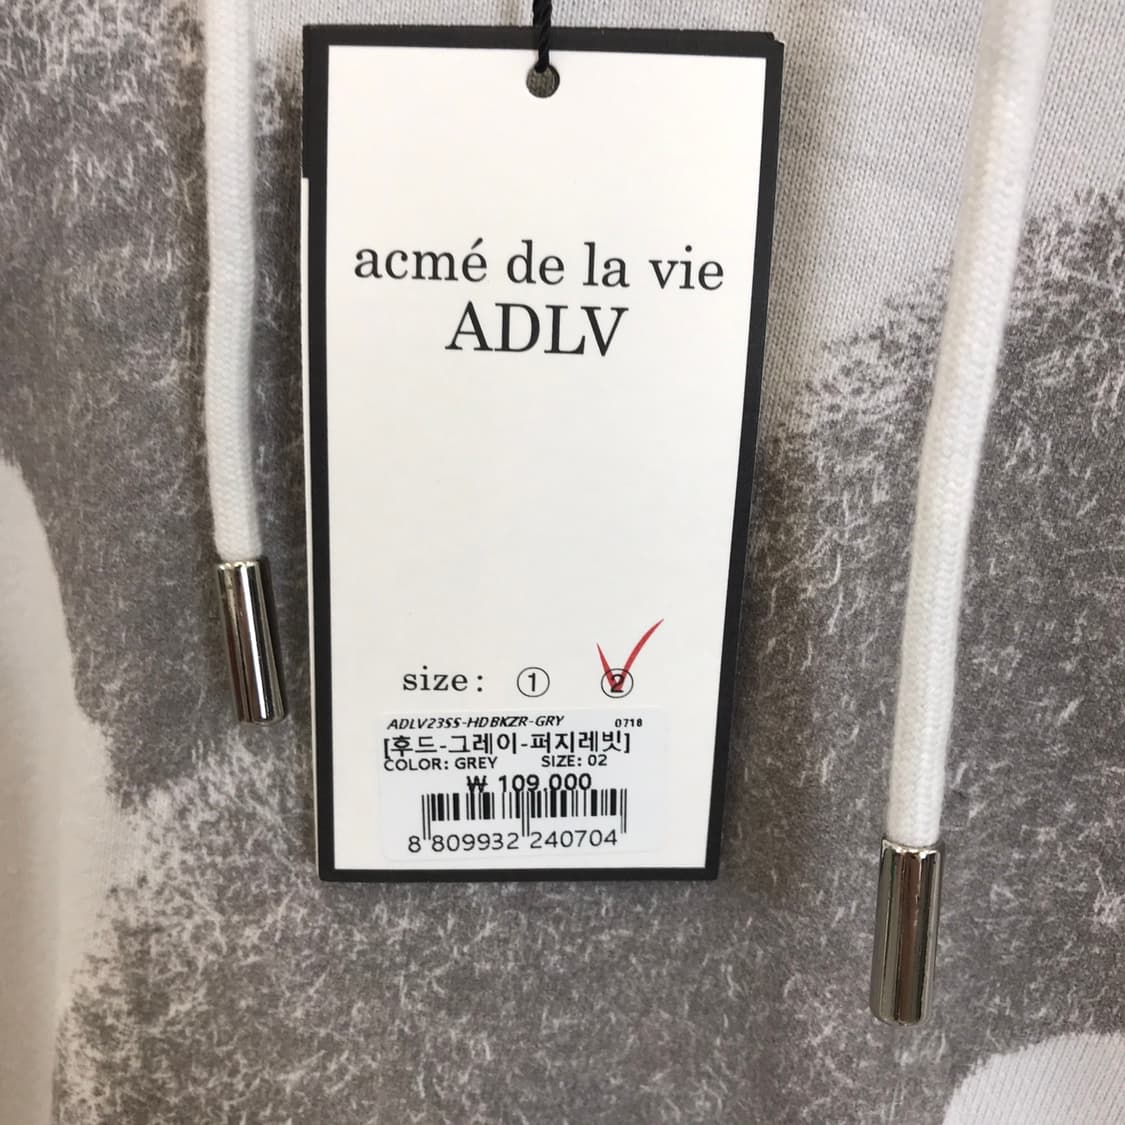 acmé de la vie
ADLV
size: ① ②
ADLV23SS-HDBKZR-GRY 0718
[후드-그레이-퍼지레빗]
COLOR: GREY SIZE: 02
₩ 109,000
8 809932 240704